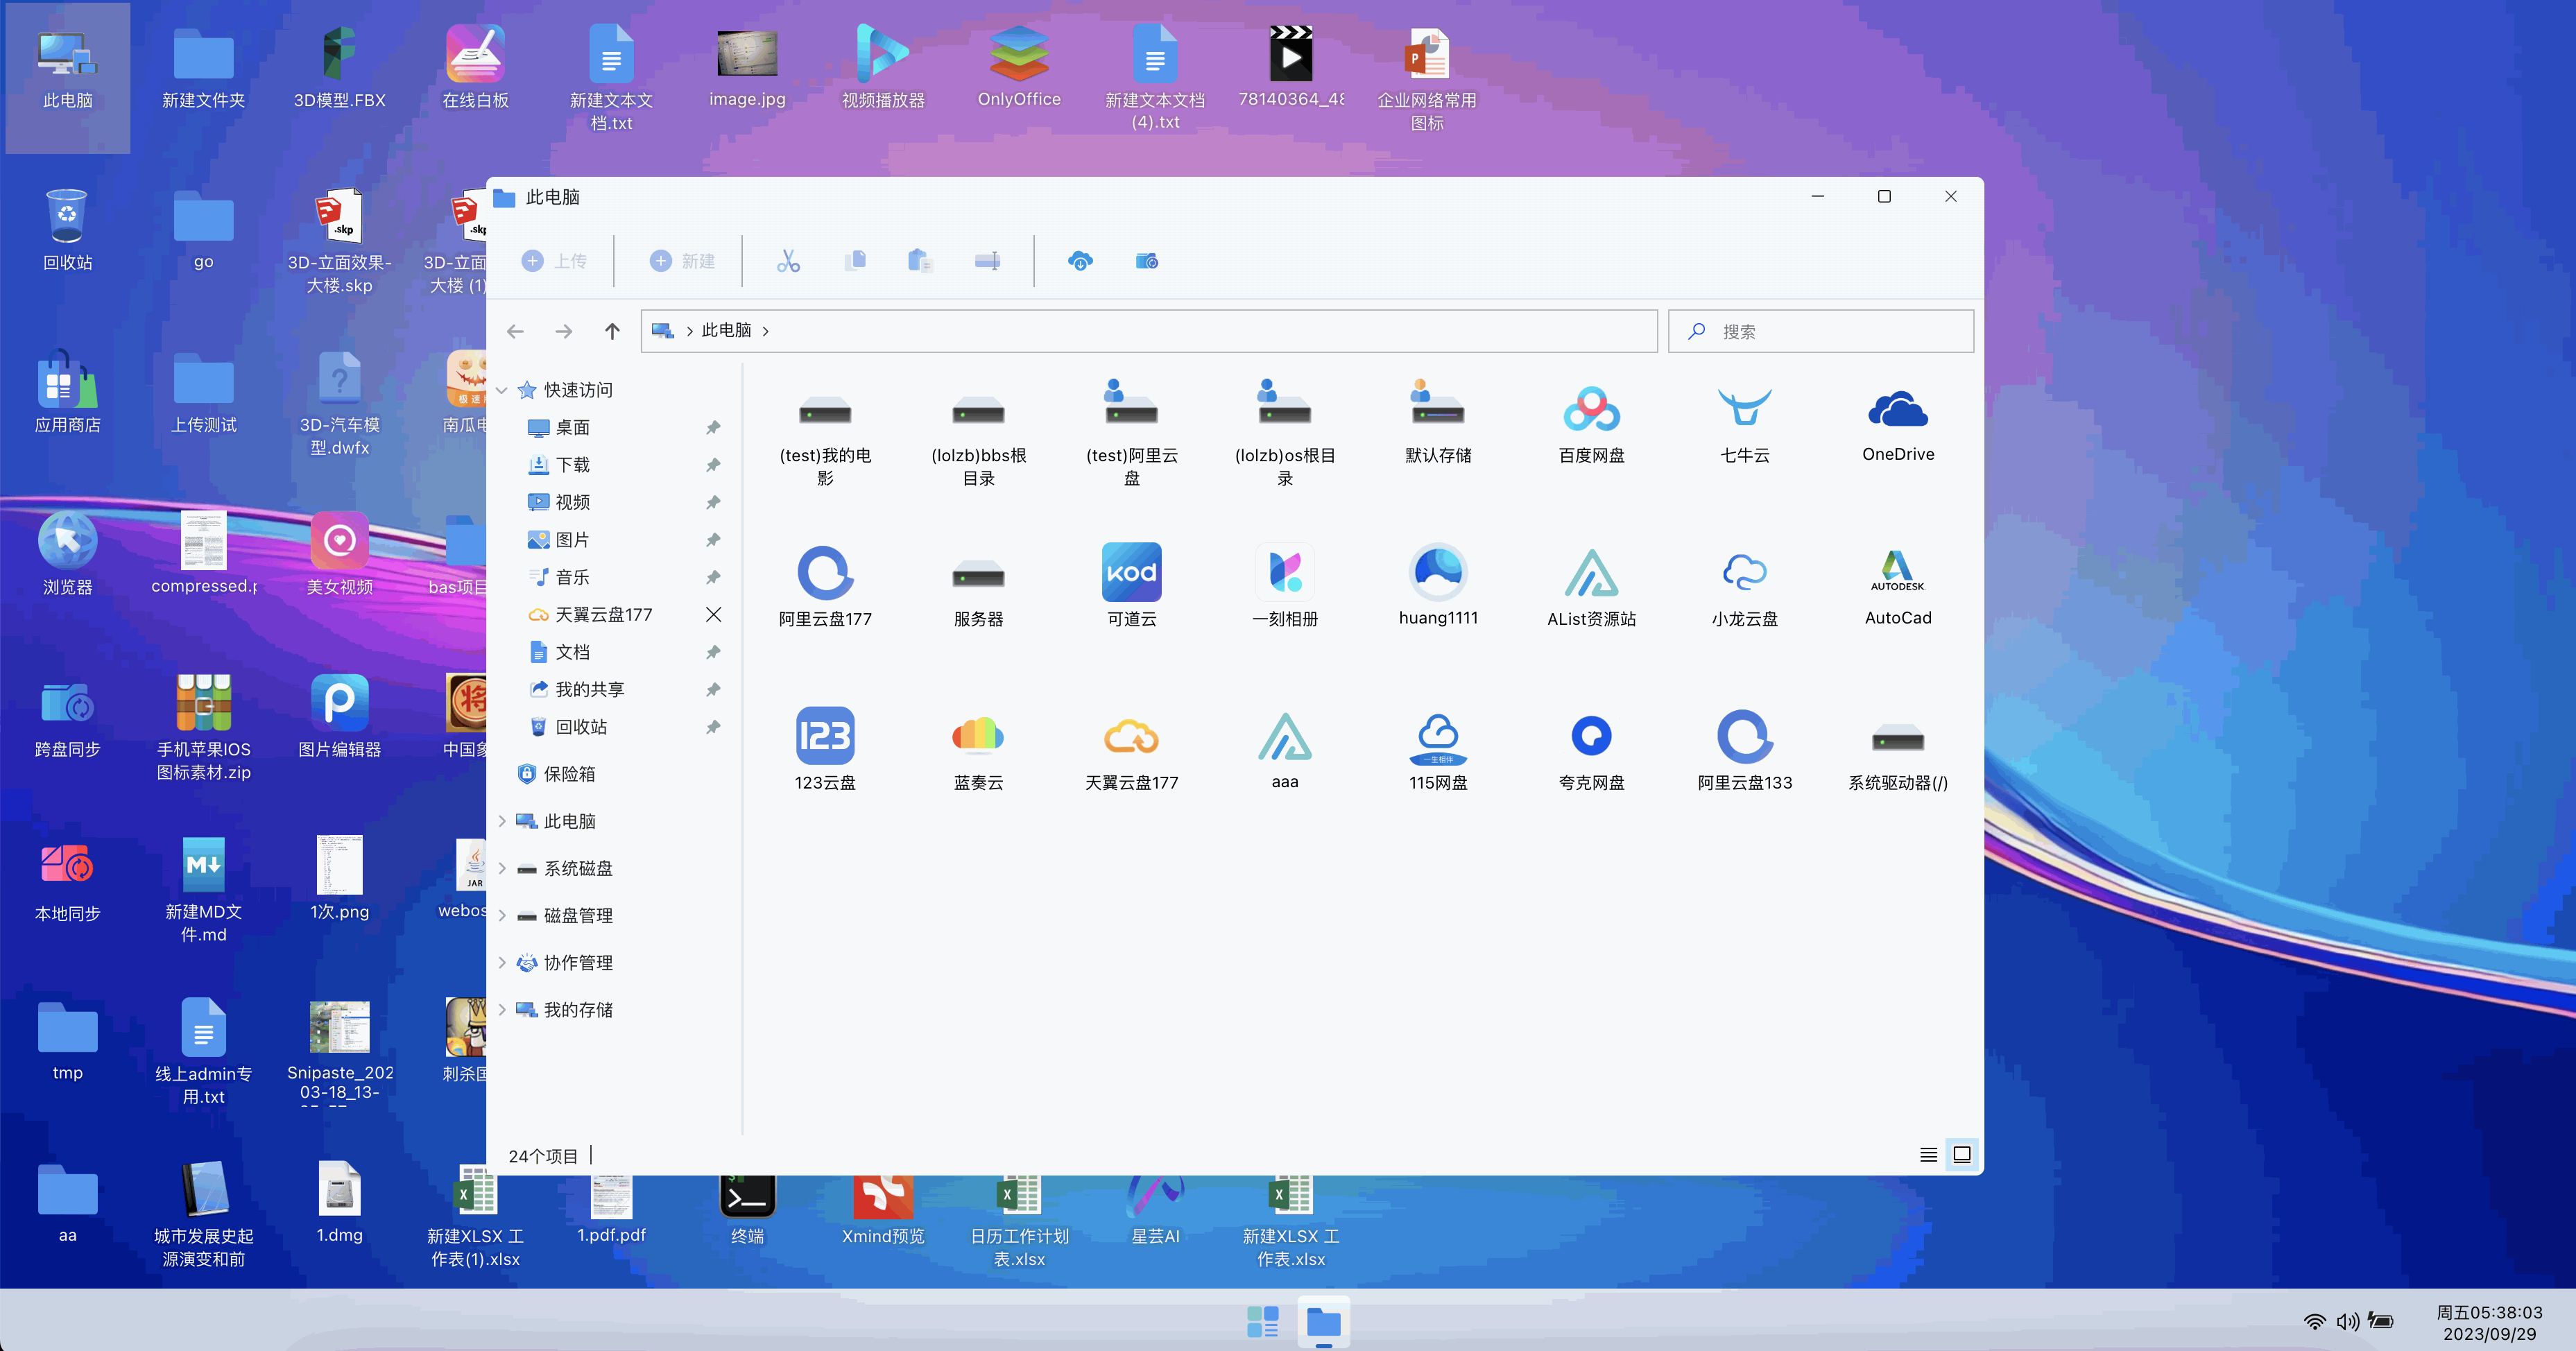 此电脑
新建文件夹
3D模型.FBX
在线白板
新建文本文
档.txt
image.jpg
视频播放器
OnlyOffice
新建文本文档
(4).txt
78140364_48
企业网络常用
图标
回收站
go
3D-立面效果-
大楼.skp
3D-立面
大楼 (1)
应用商店
上传测试
3D-汽车模
型.dwfx
南瓜电
浏览器
compressed.p
美女视频
bas项目
跨盘同步
手机苹果IOS
图标素材.zip
图片编辑器
中国象
本地同步
新建MD文
件.md
1次.png
webos
tmp
线上admin专
用.txt
Snipaste_202
03-18_13-
刺杀国
aa
城市发展史起
源演变和前
1.dmg
新建XLSX 工
作表(1).xlsx
1.pdf.pdf
终端
Xmind预览
日历工作计划
表.xlsx
星芸AI
新建XLSX 工
作表.xlsx
.skp
.skp
极速
将
M↓
JAR
此电脑
上传
新建
此电脑
搜索
快速访问
桌面
下载
视频
图片
音乐
天翼云盘177
文档
我的共享
回收站
保险箱
此电脑
系统磁盘
磁盘管理
协作管理
我的存储
(test)我的电
影
(lolzb)bbs根
目录
(test)阿里云
盘
(lolzb)os根目
录
默认存储
百度网盘
七牛云
OneDrive
阿里云盘177
服务器
kod
可道云
一刻相册
huang1111
AList资源站
小龙云盘
AUTODESK
AutoCad
123
123云盘
蓝奏云
天翼云盘177
aaa
一生相伴
115网盘
夸克网盘
阿里云盘133
系统驱动器(/)
24个项目
周五05:38:03
2023/09/29